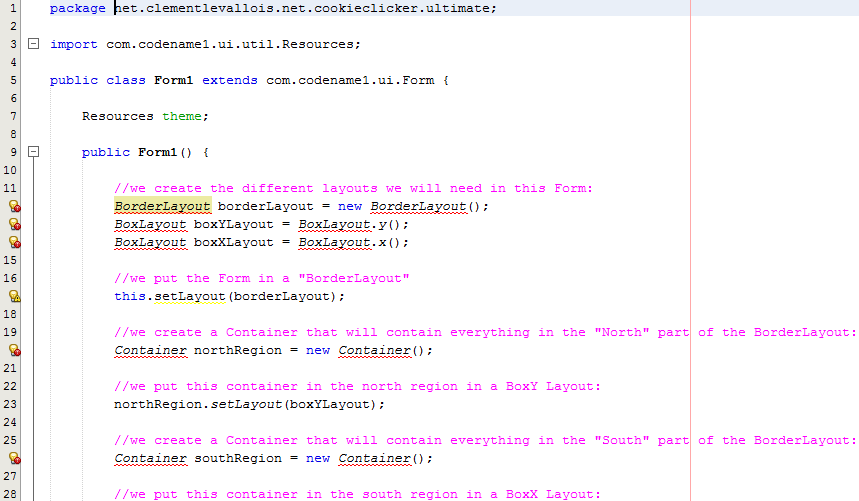 1 package net.clementlevallois.net.cookieclicker.ultimate;
2
3 import com.codename1.ui.util.Resources;
4
5 public class Form1 extends com.codename1.ui.Form {
6
7 Resources theme;
8
9 public Form1() {
10
11 //we create the different layouts we will need in this Form:
BorderLayout borderLayout = new BorderLayout();
BoxLayout boxYLayout = BoxLayout.y();
BoxLayout boxXLayout = BoxLayout.x();
15
16 //we put the Form in a "BorderLayout"
this.setLayout(borderLayout);
18
19 //we create a Container that will contain everything in the "North" part of the BorderLayout:
Container northRegion = new Container();
21
22 //we put this container in the north region in a BoxY Layout:
23 northRegion.setLayout(boxYLayout);
24
25 //we create a Container that will contain everything in the "South" part of the BorderLayout:
Container southRegion = new Container();
27
28 //we put this container in the south region in a BoxX Layout: